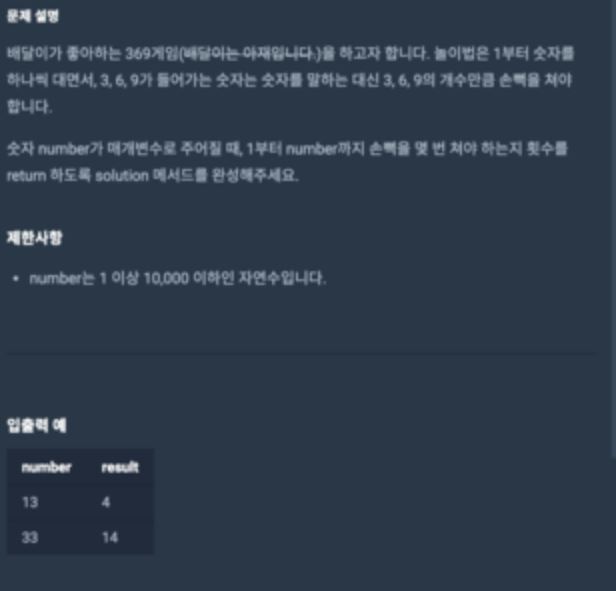 문제 설명
배달이가 좋아하는 369게임(배달이는 아재입니다.)을 하고자 합니다. 놀이법은 1부터 숫자를
하나씩 대면서, 3, 6, 9가 들어가는 숫자는 숫자를 말하는 대신 3, 6, 9의 개수만큼 손뼉을 쳐야
합니다.
숫자 number가 매개변수로 주어질 때, 1부터 number까지 손뼉을 몇 번 쳐야 하는지 횟수를
return 하도록 solution 메서드를 완성해주세요.
제한사항
• number는 1 이상 10,000 이하인 자연수입니다.
입출력 예
number result
13 4
33 14